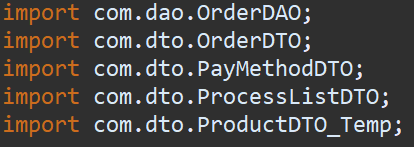 import com.dao.OrderDAO;
import com.dto.OrderDTO;
import com.dto.PayMethodDTO;
import com.dto.ProcessListDTO;
import com.dto.ProductDTO_Temp;